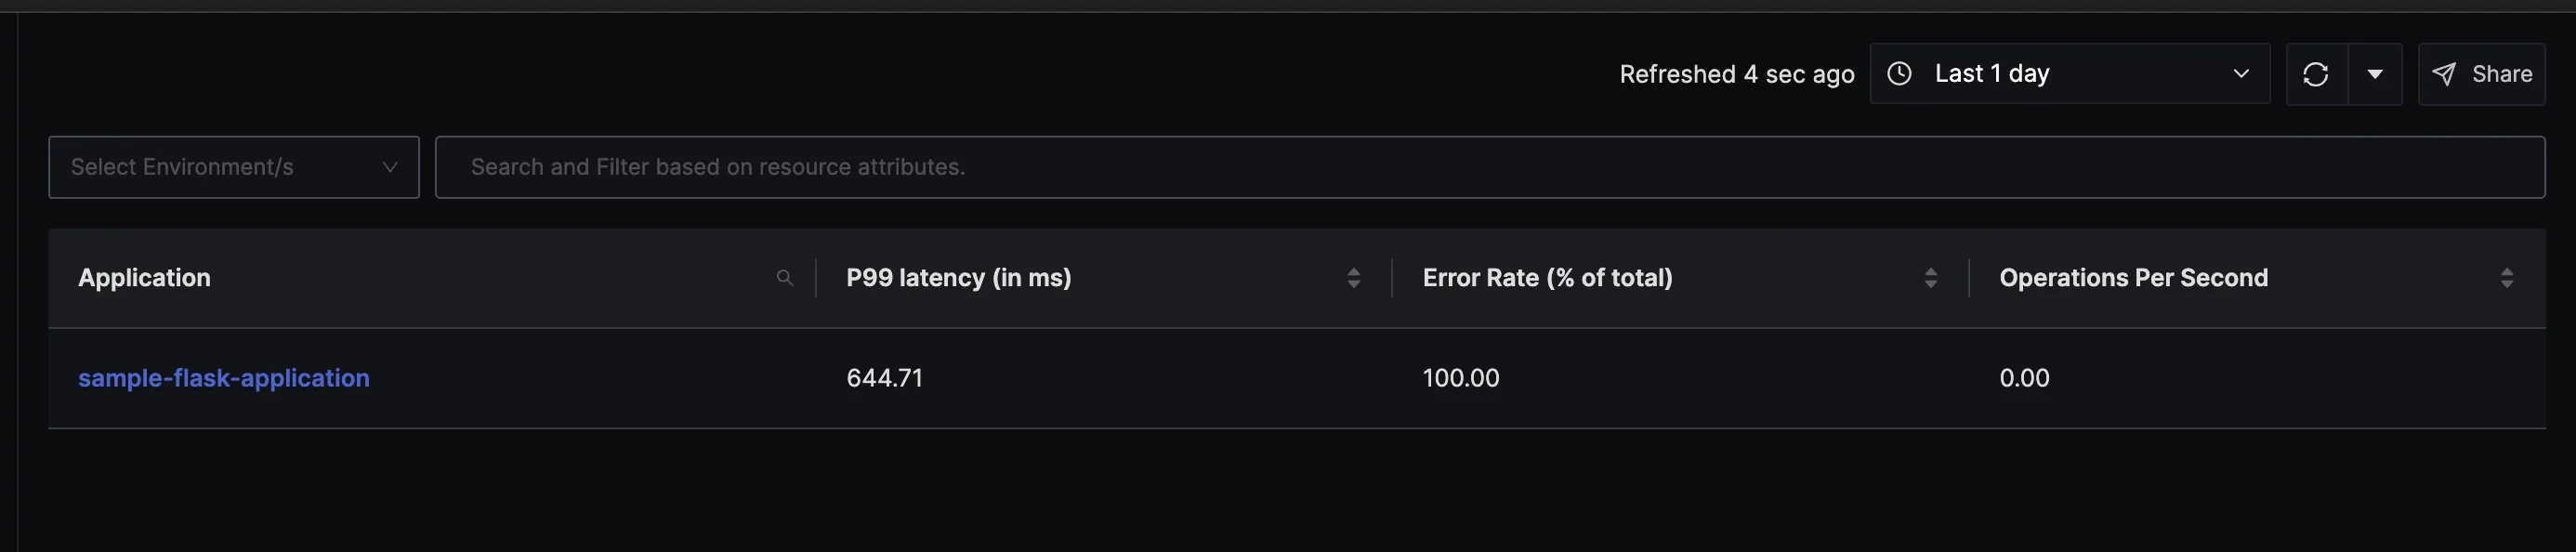 Refreshed 4 sec ago Last 1 day Share
Select Environment/s Search and Filter based on resource attributes.
Application P99 latency (in ms) Error Rate (% of total) Operations Per Second
sample-flask-application 644.71 100.00 0.00